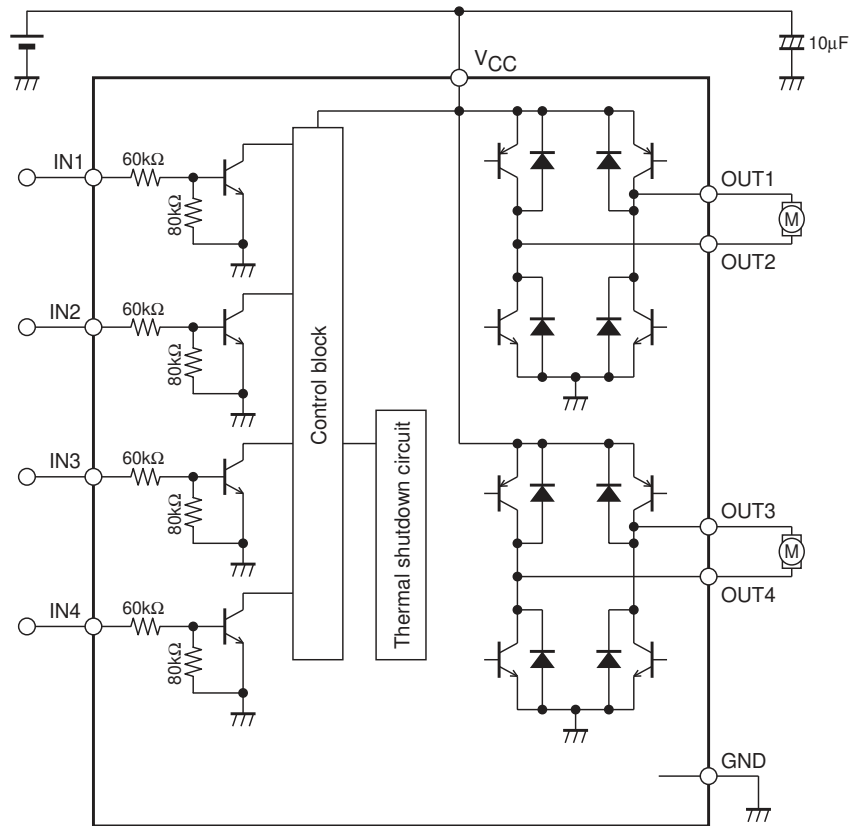 10μF
VCC
IN1
60kΩ
80kΩ
OUT1
M
OUT2
IN2
60kΩ
80kΩ
Control block
Thermal shutdown circuit
IN3
60kΩ
80kΩ
OUT3
M
OUT4
IN4
60kΩ
80kΩ
GND